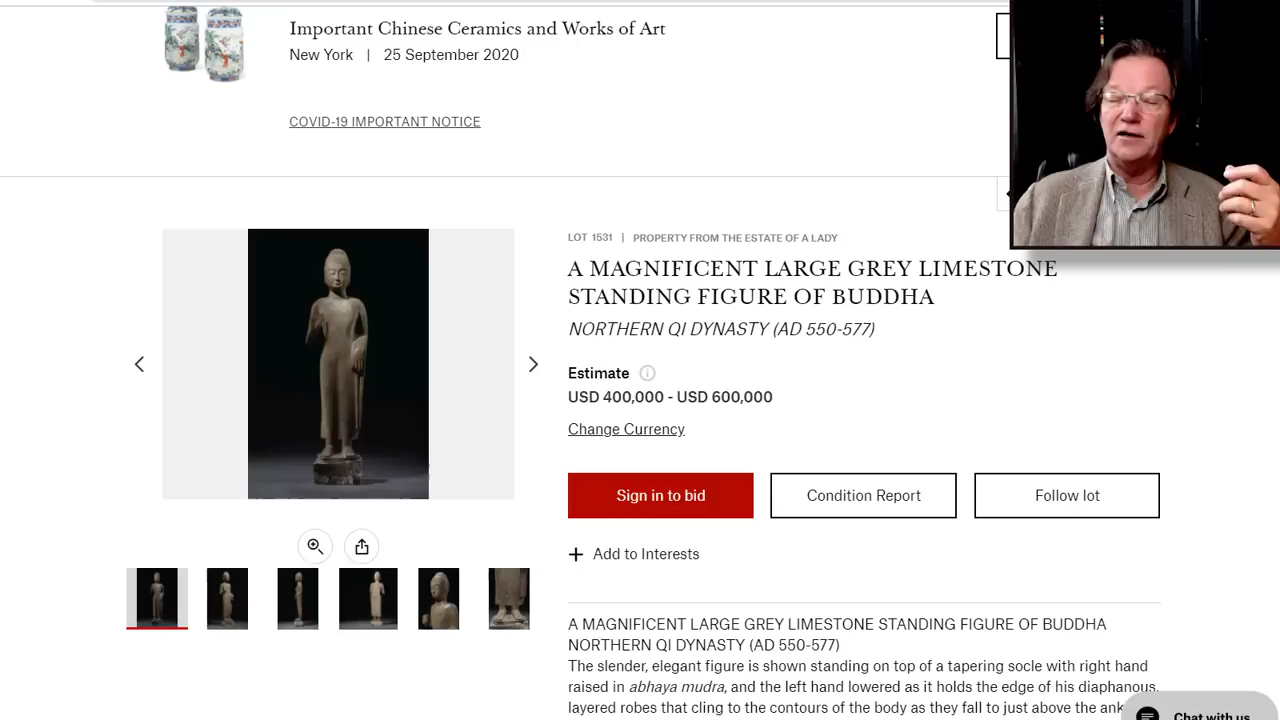 Important Chinese Ceramics and Works of Art
New York | 25 September 2020
COVID-19 IMPORTANT NOTICE
LOT 1531 | PROPERTY FROM THE ESTATE OF A LADY
A MAGNIFICENT LARGE GREY LIMESTONE
STANDING FIGURE OF BUDDHA
NORTHERN QI DYNASTY (AD 550-577)
Estimate
USD 400,000 - USD 600,000
Change Currency
Sign in to bid
Condition Report
Follow lot
Add to Interests
A MAGNIFICENT LARGE GREY LIMESTONE STANDING FIGURE OF BUDDHA
NORTHERN QI DYNASTY (AD 550-577)
The slender, elegant figure is shown standing on top of a tapering socle with right hand
raised in abhaya mudra, and the left hand lowered as it holds the edge of his diaphanous,
layered robes that cling to the contours of the body as they fall to just above the
Chat with us